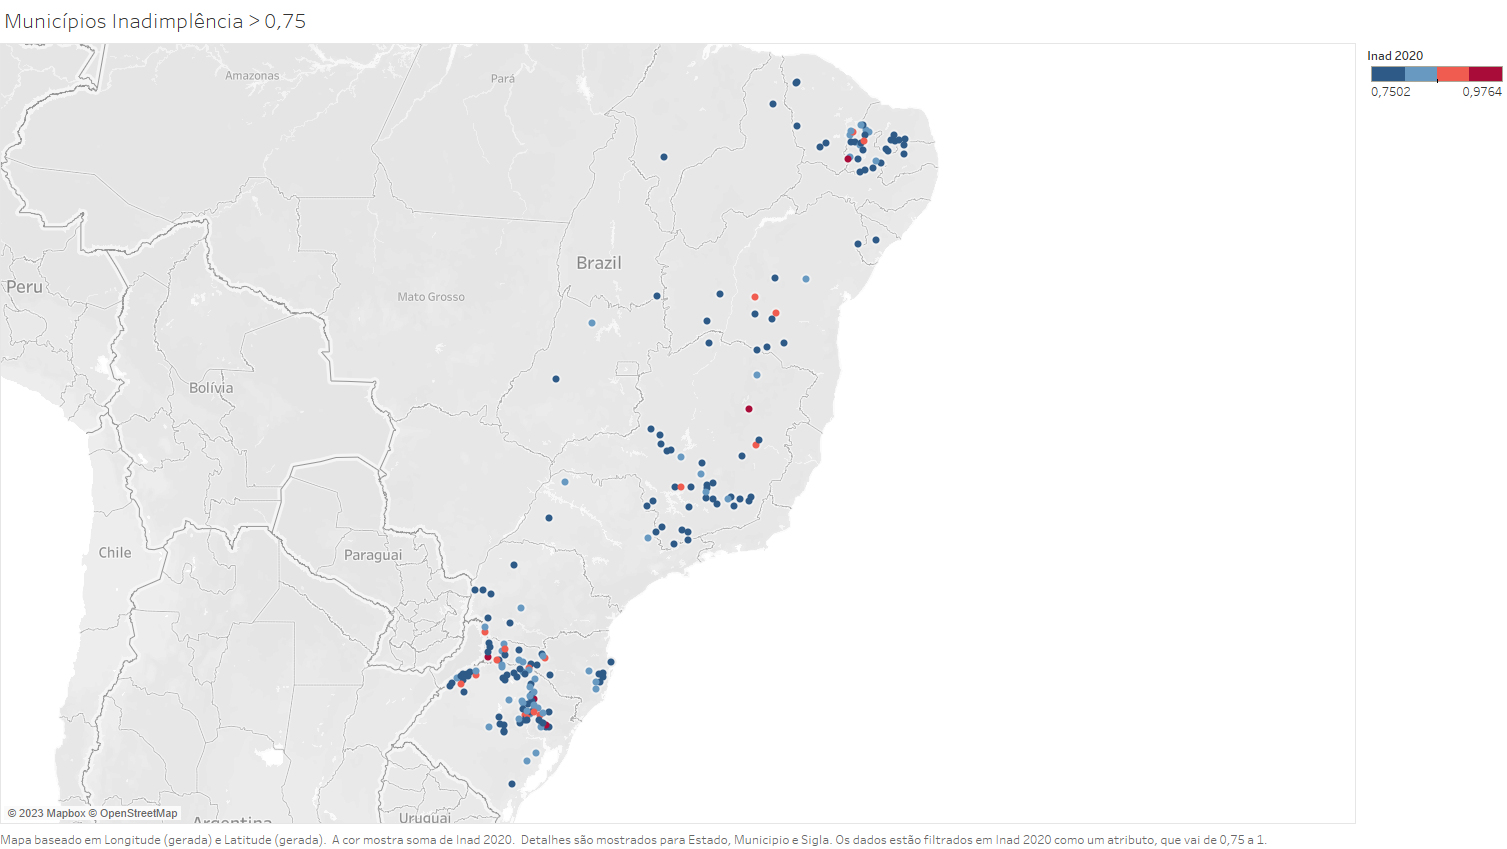 Municípios Inadimplência > 0,75
Inad 2020
0,7502 0,9764
Amazonas
Pará
Brazil
Peru
Mato Grosso
Bolívia
Chile
Paraguai
Argentina
Uruguai
© 2023 Mapbox © OpenStreetMap
Mapa baseado em Longitude (gerada) e Latitude (gerada). A cor mostra soma de Inad 2020. Detalhes são mostrados para Estado, Municipio e Sigla. Os dados estão filtrados em Inad 2020 como um atributo, que vai de 0,75 a 1.